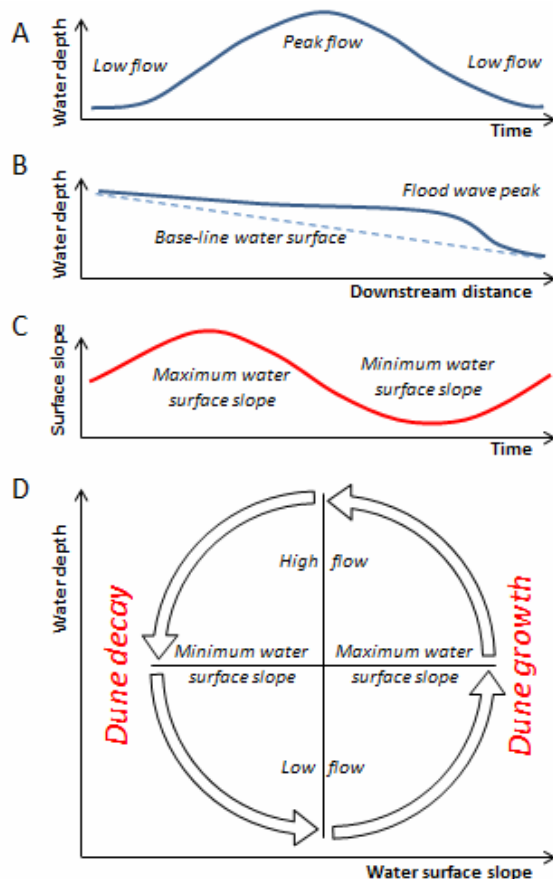 A
Water depth
Low flow
Peak flow
Low flow
Time
B
Water depth
Flood wave peak
Base-line water surface
Downstream distance
C
Surface slope
Maximum water
surface slope
Minimum water
surface slope
Time
D
Water depth
High flow
Dune decay
Minimum water
surface slope
Maximum water
surface slope
Dune growth
Low flow
Water surface slope